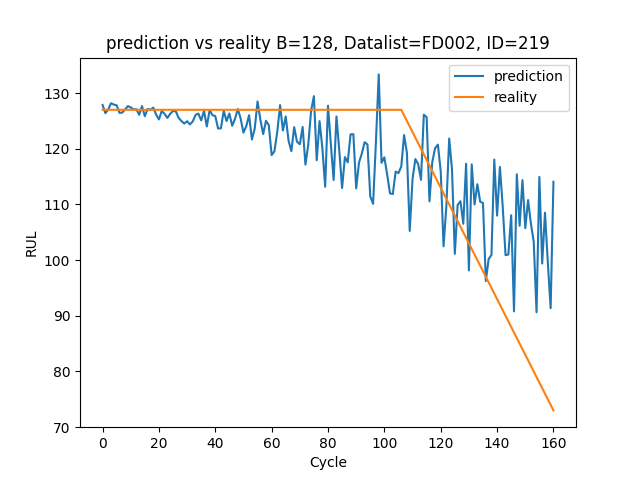 prediction vs reality B=128, Datalist=FD002, ID=219
prediction
reality
RUL
130
120
110
100
90
80
70
0 20 40 60 80 100 120 140 160
Cycle